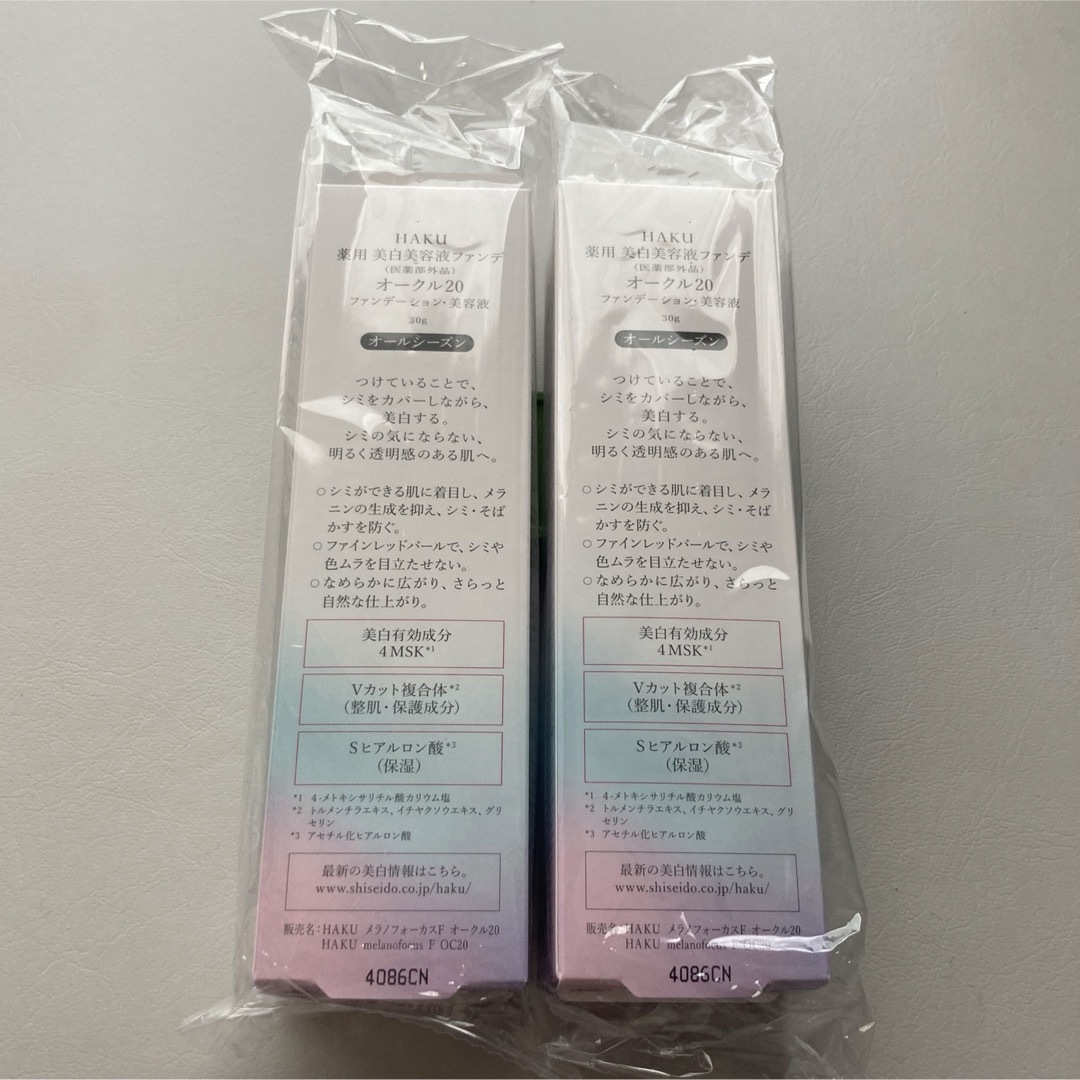 HAKU
薬用 美白美容液ファンデ
(医薬部外品)
オークル20
ファンデーション・美容液
30g
オールシーズン
つけていることで、
シミをカバーしながら、
美白する。
シミの気にならない、
明るく透明感のある肌へ。
○シミができる肌に着目し、メラ
ニンの生成を抑え、シミ・そば
かすを防ぐ。
○ファインレッドパールで、シミや
色ムラを目立たせない。
○なめらかに広がり、さらっと
自然な仕上がり。
美白有効成分
4MSK*1
Vカット複合体*2
(整肌・保護成分)
Sヒアルロン酸*3
(保湿)
*1 4-メトキシサリチル酸カリウム塩
*2 トルメンチラエキス、イチヤクソウエキス、グリ
セリン
*3 アセチル化ヒアルロン酸
最新の美白情報はこちら。
www.shiseido.co.jp/haku/
販売名:HAKU メラノフォーカスF オークル20
HAKU melanofocus F OC20
4086CN
HAKU
薬用 美白美容液ファンデ
(医薬部外品)
オークル20
ファンデーション・美容液
30g
オールシーズン
つけていることで、
シミをカバーしながら、
美白する。
シミの気にならない、
明るく透明感のある肌へ。
○シミができる肌に着目し、メラ
ニンの生成を抑え、シミ・そば
かすを防ぐ。
○ファインレッドパールで、シミや
色ムラを目立たせない。
○なめらかに広がり、さらっと
自然な仕上がり。
美白有効成分
4MSK*1
Vカット複合体*2
(整肌・保護成分)
Sヒアルロン酸*3
(保湿)
*1 4-メトキシサリチル酸カリウム塩
*2 トルメンチラエキス、イチヤクソウエキス、グリ
セリン
*3 アセチル化ヒアルロン酸
最新の美白情報はこちら。
www.shiseido.co.jp/haku/
販売名:HAKU メラノフォーカスF オークル20
HAKU melanofocus F OC20
4086CN